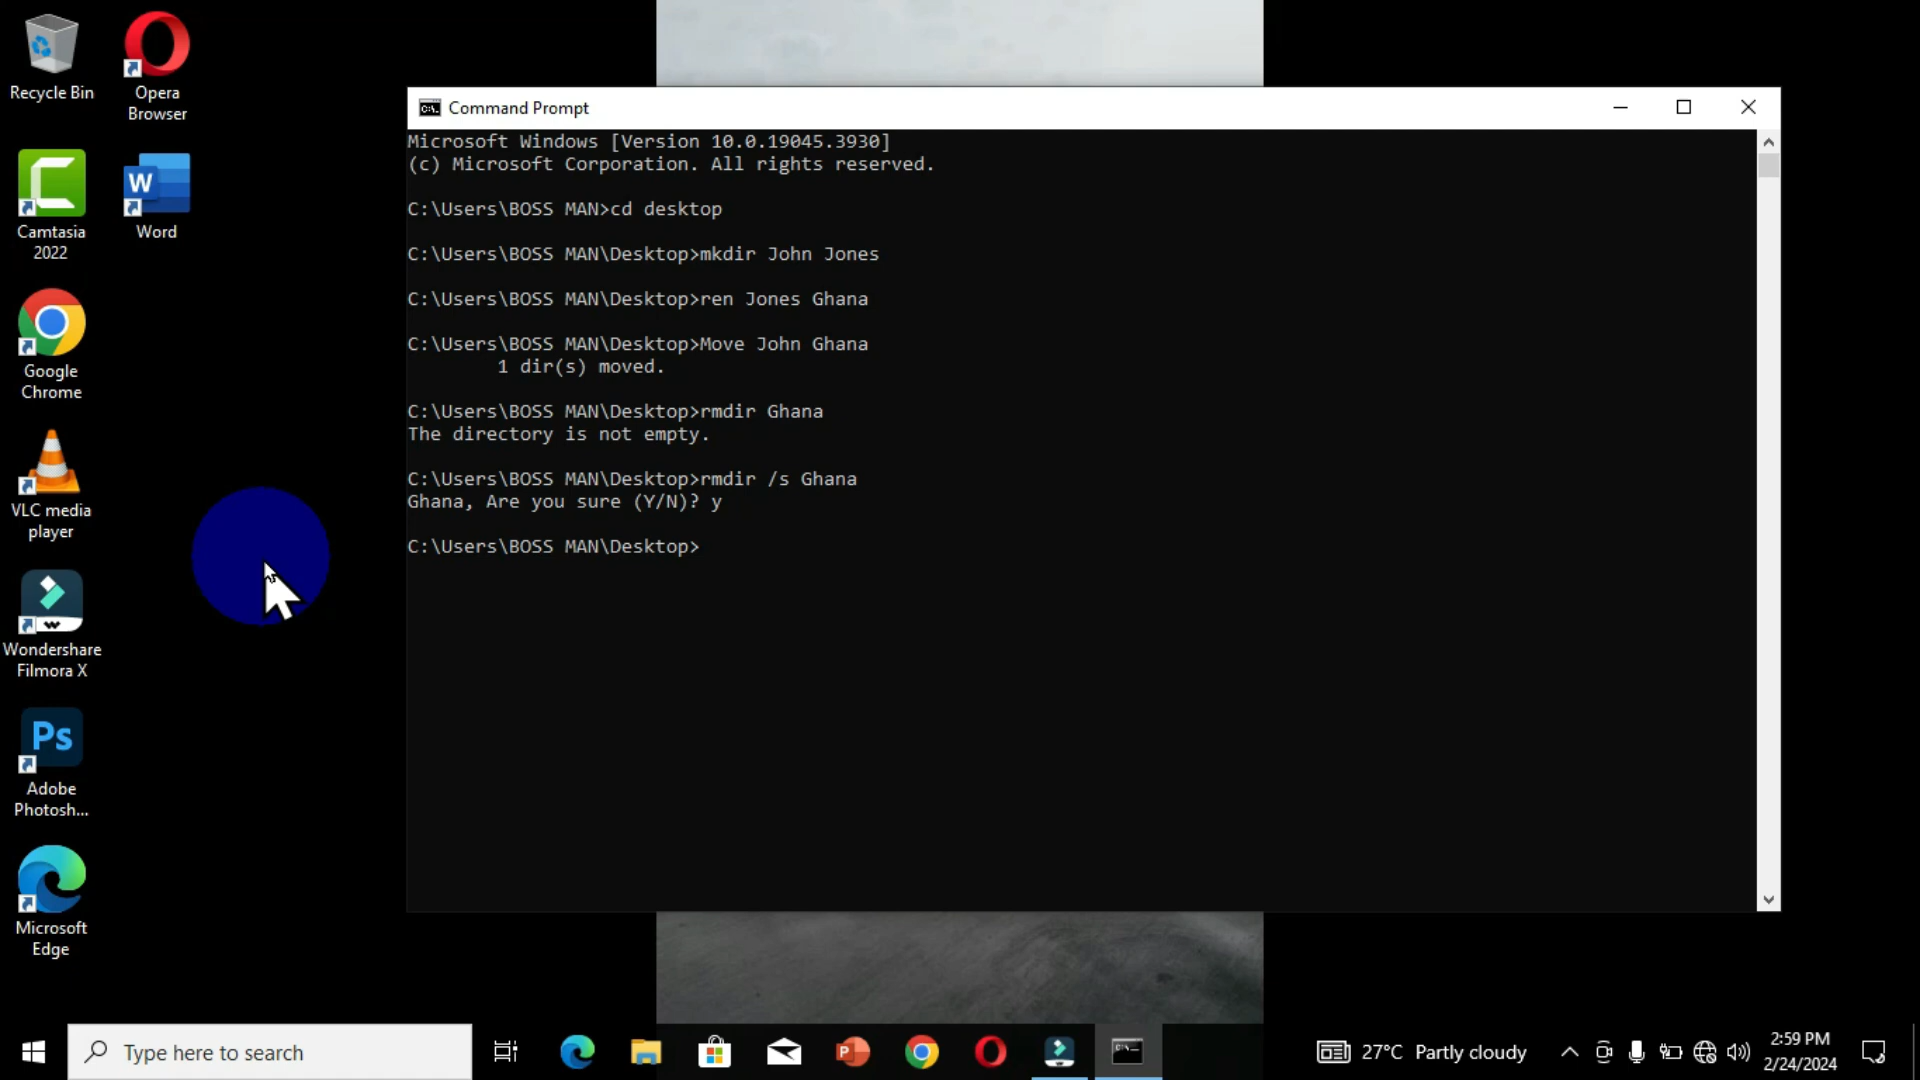 Recycle Bin
Opera
Browser
Camtasia
2022
Word
Google
Chrome
VLC media
player
Wondershare
Filmora X
Ps
Adobe
Photosh...
Microsoft
Edge
Command Prompt
Microsoft Windows [Version 10.0.19045.3930]
(c) Microsoft Corporation. All rights reserved.
C:\Users\BOSS MAN>cd desktop
C:\Users\BOSS MAN\Desktop>mkdir John Jones
C:\Users\BOSS MAN\Desktop>ren Jones Ghana
C:\Users\BOSS MAN\Desktop>Move John Ghana
1 dir(s) moved.
C:\Users\BOSS MAN\Desktop>rmdir Ghana
The directory is not empty.
C:\Users\BOSS MAN\Desktop>rmdir /s Ghana
Ghana, Are you sure (Y/N)? y
C:\Users\BOSS MAN\Desktop>
Type here to search
27°C Partly cloudy
2:59 PM
2/24/2024